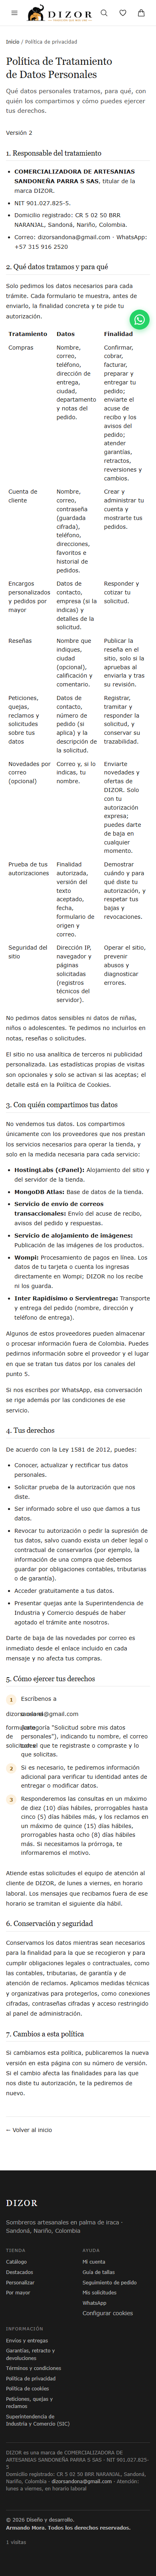 DIZOR
Inicio / Política de privacidad
Política de Tratamiento
de Datos Personales
Qué datos personales tratamos, para qué, con
quién los compartimos y cómo puedes ejercer
tus derechos.
Versión 2
1. Responsable del tratamiento
COMERCIALIZADORA DE ARTESANIAS
SANDONEÑA PARRA S SAS, titular de la
marca DIZOR.
NIT 901.027.825-5.
Domicilio registrado: CR 5 02 50 BRR
NARANJAL, Sandoná, Nariño, Colombia.
Correo: dizorsandona@gmail.com · WhatsApp:
+57 315 916 2520
2. Qué datos tratamos y para qué
Solo pedimos los datos necesarios para cada
trámite. Cada formulario te muestra, antes de
enviarlo, la finalidad concreta y te pide tu
autorización.
Tratamiento Datos Finalidad
Compras
Nombre,
correo,
teléfono,
dirección de
entrega,
ciudad,
departamento
y notas del
pedido.
Confirmar,
cobrar,
facturar,
preparar y
entregar tu
pedido;
enviarte el
acuse de
recibo y los
avisos del
pedido;
atender
garantías,
retractos,
reversiones y
cambios.
Cuenta de
cliente
Nombre,
correo,
contraseña
(guardada
cifrada),
teléfono,
direcciones,
favoritos e
historial de
pedidos.
Crear y
administrar tu
cuenta y
mostrarte tus
pedidos.
Encargos
personalizados
y pedidos por
mayor
Datos de
contacto,
empresa (si la
indicas) y
detalles de la
solicitud.
Responder y
cotizar tu
solicitud.
Reseñas
Nombre que
indiques,
ciudad
(opcional),
calificación y
comentario.
Publicar la
reseña en el
sitio, solo si la
apruebas al
enviarla y tras
su revisión.
Peticiones,
quejas,
reclamos y
solicitudes
sobre tus
datos
Datos de
contacto,
número de
pedido (si
aplica) y la
descripción de
la solicitud.
Registrar,
tramitar y
responder la
solicitud, y
conservar su
trazabilidad.
Novedades por
correo
(opcional)
Correo y, si lo
indicas, tu
nombre.
Enviarte
novedades y
ofertas de
DIZOR. Solo
con tu
autorización
expresa;
puedes darte
de baja en
cualquier
momento.
Prueba de tus
autorizaciones
Finalidad
autorizada,
versión del
texto
aceptado,
fecha,
formulario de
origen y
correo.
Demostrar
cuándo y para
qué diste tu
autorización, y
respetar tus
bajas y
revocaciones.
Seguridad del
sitio
Dirección IP,
navegador y
páginas
solicitadas
(registros
técnicos del
servidor).
Operar el sitio,
prevenir
abusos y
diagnosticar
errores.
No pedimos datos sensibles ni datos de niñas,
niños o adolescentes. Te pedimos no incluirlos en
notas, reseñas o solicitudes.
El sitio no usa analítica de terceros ni publicidad
personalizada. Las estadísticas propias de visitas
son opcionales y solo se activan si las aceptas; el
detalle está en la Política de Cookies.
3. Con quién compartimos tus datos
No vendemos tus datos. Los compartimos
únicamente con los proveedores que nos prestan
los servicios necesarios para operar la tienda, y
solo en la medida necesaria para cada servicio:
HostingLabs (cPanel): Alojamiento del sitio y
del servidor de la tienda.
MongoDB Atlas: Base de datos de la tienda.
Servicio de envío de correos
transaccionales: Envío del acuse de recibo,
avisos del pedido y respuestas.
Servicio de alojamiento de imágenes:
Publicación de las imágenes de los productos.
Wompi: Procesamiento de pagos en línea. Los
datos de tu tarjeta o cuenta los ingresas
directamente en Wompi; DIZOR no los recibe
ni los guarda.
Inter Rapidísimo o Servientrega: Transporte
y entrega del pedido (nombre, dirección y
teléfono de entrega).
Algunos de estos proveedores pueden almacenar
o procesar información fuera de Colombia. Puedes
pedirnos información sobre el proveedor y el lugar
en que se tratan tus datos por los canales del
punto 5.
Si nos escribes por WhatsApp, esa conversación
se rige además por las condiciones de ese
servicio.
4. Tus derechos
De acuerdo con la Ley 1581 de 2012, puedes:
Conocer, actualizar y rectificar tus datos
personales.
Solicitar prueba de la autorización que nos
diste.
Ser informado sobre el uso que damos a tus
datos.
Revocar tu autorización o pedir la supresión de
tus datos, salvo cuando exista un deber legal o
contractual de conservarlos (por ejemplo, la
información de una compra que debemos
guardar por obligaciones contables, tributarias
o de garantía).
Acceder gratuitamente a tus datos.
Presentar quejas ante la Superintendencia de
Industria y Comercio después de haber
agotado el trámite ante nosotros.
Darte de baja de las novedades por correo es
inmediato desde el enlace incluido en cada
mensaje y no afecta tus compras.
5. Cómo ejercer tus derechos
1 Escríbenos a
dizorsandona@gmail.com
(categoría "Solicitud sobre mis datos
personales"), indicando tu nombre, el correo
con el que te registraste o compraste y lo
que solicitas.
2 Si es necesario, te pediremos información
adicional para verificar tu identidad antes de
entregar o modificar datos.
3 Responderemos las consultas en un máximo
de diez (10) días hábiles, prorrogables hasta
cinco (5) días hábiles más, y los reclamos en
un máximo de quince (15) días hábiles,
prorrogables hasta ocho (8) días hábiles
más. Si necesitamos la prórroga, te
informaremos el motivo.
Atiende estas solicitudes el equipo de atención al
cliente de DIZOR, de lunes a viernes, en horario
laboral. Los mensajes que recibamos fuera de ese
horario se tramitan el siguiente día hábil.
6. Conservación y seguridad
Conservamos los datos mientras sean necesarios
para la finalidad para la que se recogieron y para
cumplir obligaciones legales o contractuales, como
las contables, tributarias, de garantía y de
atención de reclamos. Aplicamos medidas técnicas
y organizativas para protegerlos, como conexiones
cifradas, contraseñas cifradas y acceso restringido
al panel de administración.
7. Cambios a esta política
Si cambiamos esta política, publicaremos la nueva
versión en esta página con su número de versión.
Si el cambio afecta las finalidades para las que
nos diste tu autorización, te la pediremos de
nuevo.
← Volver al inicio
DIZOR
Sombreros artesanales en palma de iraca ·
Sandoná, Nariño, Colombia
TIENDA
Catálogo
Destacados
Personalizar
Por mayor
AYUDA
Mi cuenta
Guía de tallas
Seguimiento de pedido
Mis solicitudes
WhatsApp
Configurar cookies
INFORMACIÓN
Envíos y entregas
Garantías, retracto y
devoluciones
Términos y condiciones
Política de privacidad
Política de cookies
Peticiones, quejas y
reclamos
Superintendencia de
Industria y Comercio (SIC)
DIZOR es una marca de COMERCIALIZADORA DE
ARTESANIAS SANDONEÑA PARRA S SAS · NIT 901.027.825-
5.
Domicilio registrado: CR 5 02 50 BRR NARANJAL, Sandoná,
Nariño, Colombia · dizorsandona@gmail.com · Atención:
lunes a viernes, en horario laboral
© 2026 Diseño y desarrollo.
Armando Mora. Todos los derechos reservados.
1 visitas